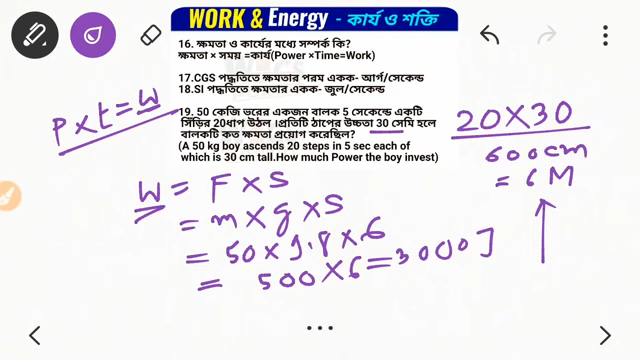 WORK & Energy - কার্য ও শক্তি
16. ক্ষমতা ও কার্যের মধ্যে সম্পর্ক কি?
ক্ষমতা × সময় =কার্য(Power ×Time=Work)
17.CGS পদ্ধতিতে ক্ষমতার পরম একক- আর্গ/সেকেন্ড
18.SI পদ্ধতিতে ক্ষমতার একক- জুল/সেকেন্ড
19. 50 কেজি ভরের একজন বালক 5 সেকেন্ডে একটি
সিঁড়ির 20ধাপ উঠল ।প্রতিটি ধাপের উচ্চতা 30 সেমি হলে
বালকটি কত ক্ষমতা প্রয়োগ করেছিল?
(A 50 kg boy ascends 20 steps in 5 sec each of
which is 30 cm tall.How much Power the boy invest)
P x t = W
20 X 30
600cm
= 6 M
W = F x S
= m x g x S
= 50 x 9.8 x 6
= 500 X 6 = 3000 J